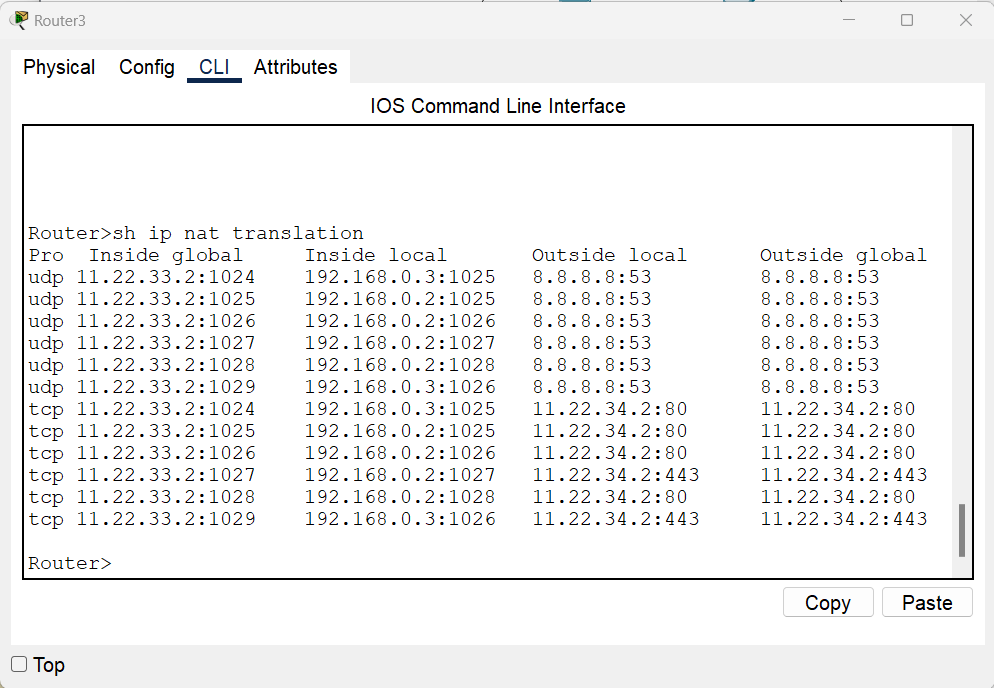 Router3
Physical Config CLI Attributes
IOS Command Line Interface
Router>sh ip nat translation
Pro  Inside global     Inside local       Outside local      Outside global
udp 11.22.33.2:1024    192.168.0.3:1025   8.8.8.8:53         8.8.8.8:53
udp 11.22.33.2:1025    192.168.0.2:1025   8.8.8.8:53         8.8.8.8:53
udp 11.22.33.2:1026    192.168.0.2:1026   8.8.8.8:53         8.8.8.8:53
udp 11.22.33.2:1027    192.168.0.2:1027   8.8.8.8:53         8.8.8.8:53
udp 11.22.33.2:1028    192.168.0.2:1028   8.8.8.8:53         8.8.8.8:53
udp 11.22.33.2:1029    192.168.0.3:1026   8.8.8.8:53         8.8.8.8:53
tcp 11.22.33.2:1024    192.168.0.3:1025   11.22.34.2:80      11.22.34.2:80
tcp 11.22.33.2:1025    192.168.0.2:1025   11.22.34.2:80      11.22.34.2:80
tcp 11.22.33.2:1026    192.168.0.2:1026   11.22.34.2:80      11.22.34.2:80
tcp 11.22.33.2:1027    192.168.0.2:1027   11.22.34.2:443     11.22.34.2:443
tcp 11.22.33.2:1028    192.168.0.2:1028   11.22.34.2:80      11.22.34.2:80
tcp 11.22.33.2:1029    192.168.0.3:1026   11.22.34.2:443     11.22.34.2:443
Router>
Copy Paste
Top